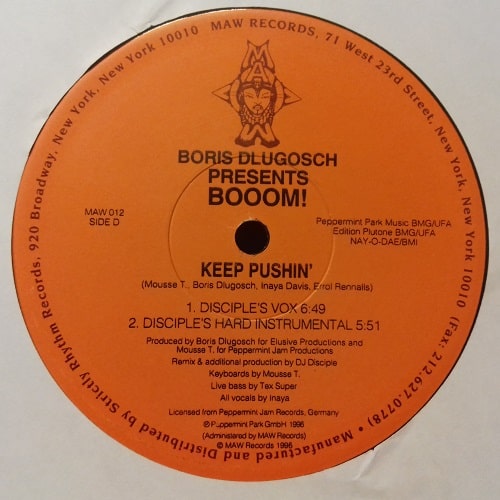 MAW RECORDS, 71 West 23rd Street, New York, New York 10010 (Fax: 212.627.0778) • Manufactured and Distributed by Strictly Rhythm Records, 920 Broadway, New York, New York 10010
BORIS DLUGOSCH
PRESENTS
BOOOM!
MAW 012
SIDE D
Peppermint Park Music BMG/UFA
Edition Plutone BMG/UFA
NAY-O-DAE/BMI
KEEP PUSHIN'
(Mousse T., Boris Dlugosch, Inaya Davis, Errol Rennalls)
1. DISCIPLE'S VOX 6:49
2. DISCIPLE'S HARD INSTRUMENTAL 5:51
Produced by Boris Dlugosch for Elusive Productions and
Mousse T. for Peppermint Jam Productions
Remix & additional production by DJ Disciple
Keyboards by Mousse T.
Live bass by Tex Super
All vocals by Inaya
Licensed from Peppermint Jam Records, Germany
℗ Puppermint Park GmbH 1996
(Administered by MAW Records)
© MAW Records 1996